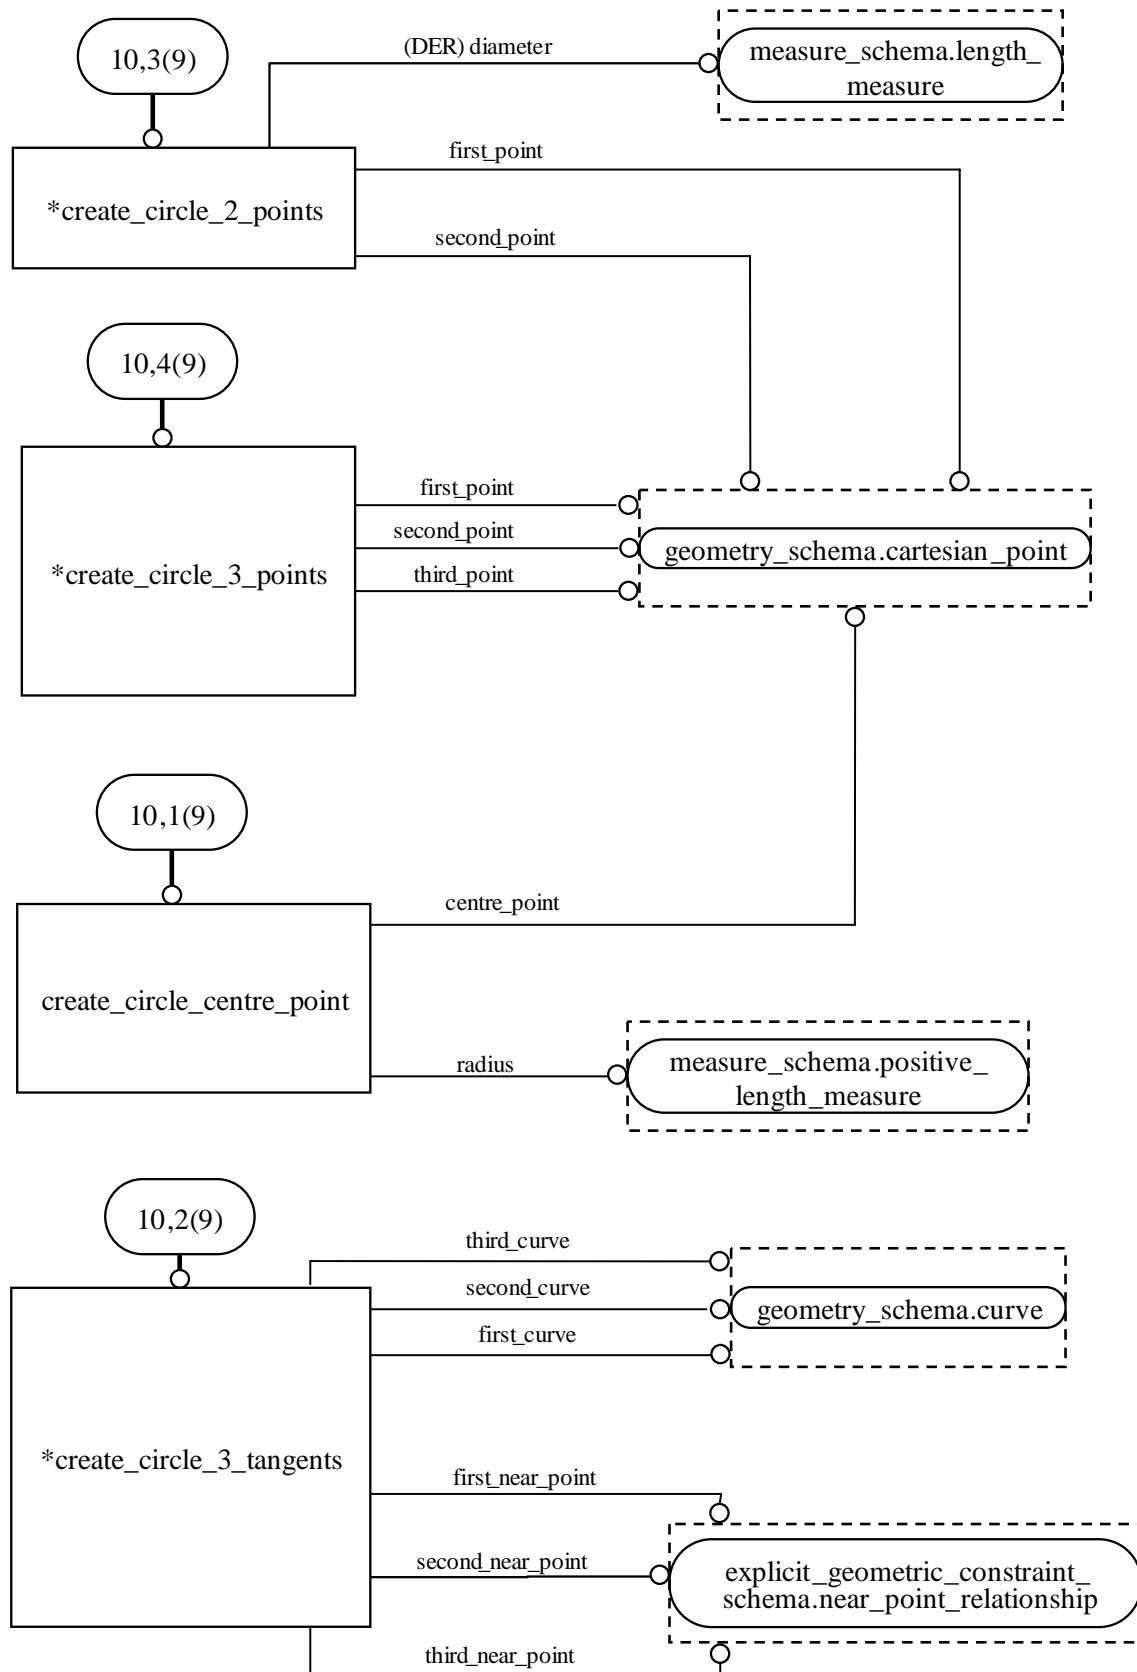 10,3(9)
(DER) diameter
measure_schema.length_
measure
first_point
*create_circle_2_points
second_point
10,4(9)
first_point
second_point
geometry_schema.cartesian_point
*create_circle_3_points
third_point
10,1(9)
centre_point
create_circle_centre_point
radius
measure_schema.positive_
length_measure
10,2(9)
third_curve
second_curve
geometry_schema.curve
first_curve
*create_circle_3_tangents
first_near_point
second_near_point
explicit_geometric_constraint_
schema.near_point_relationship
third_near_point